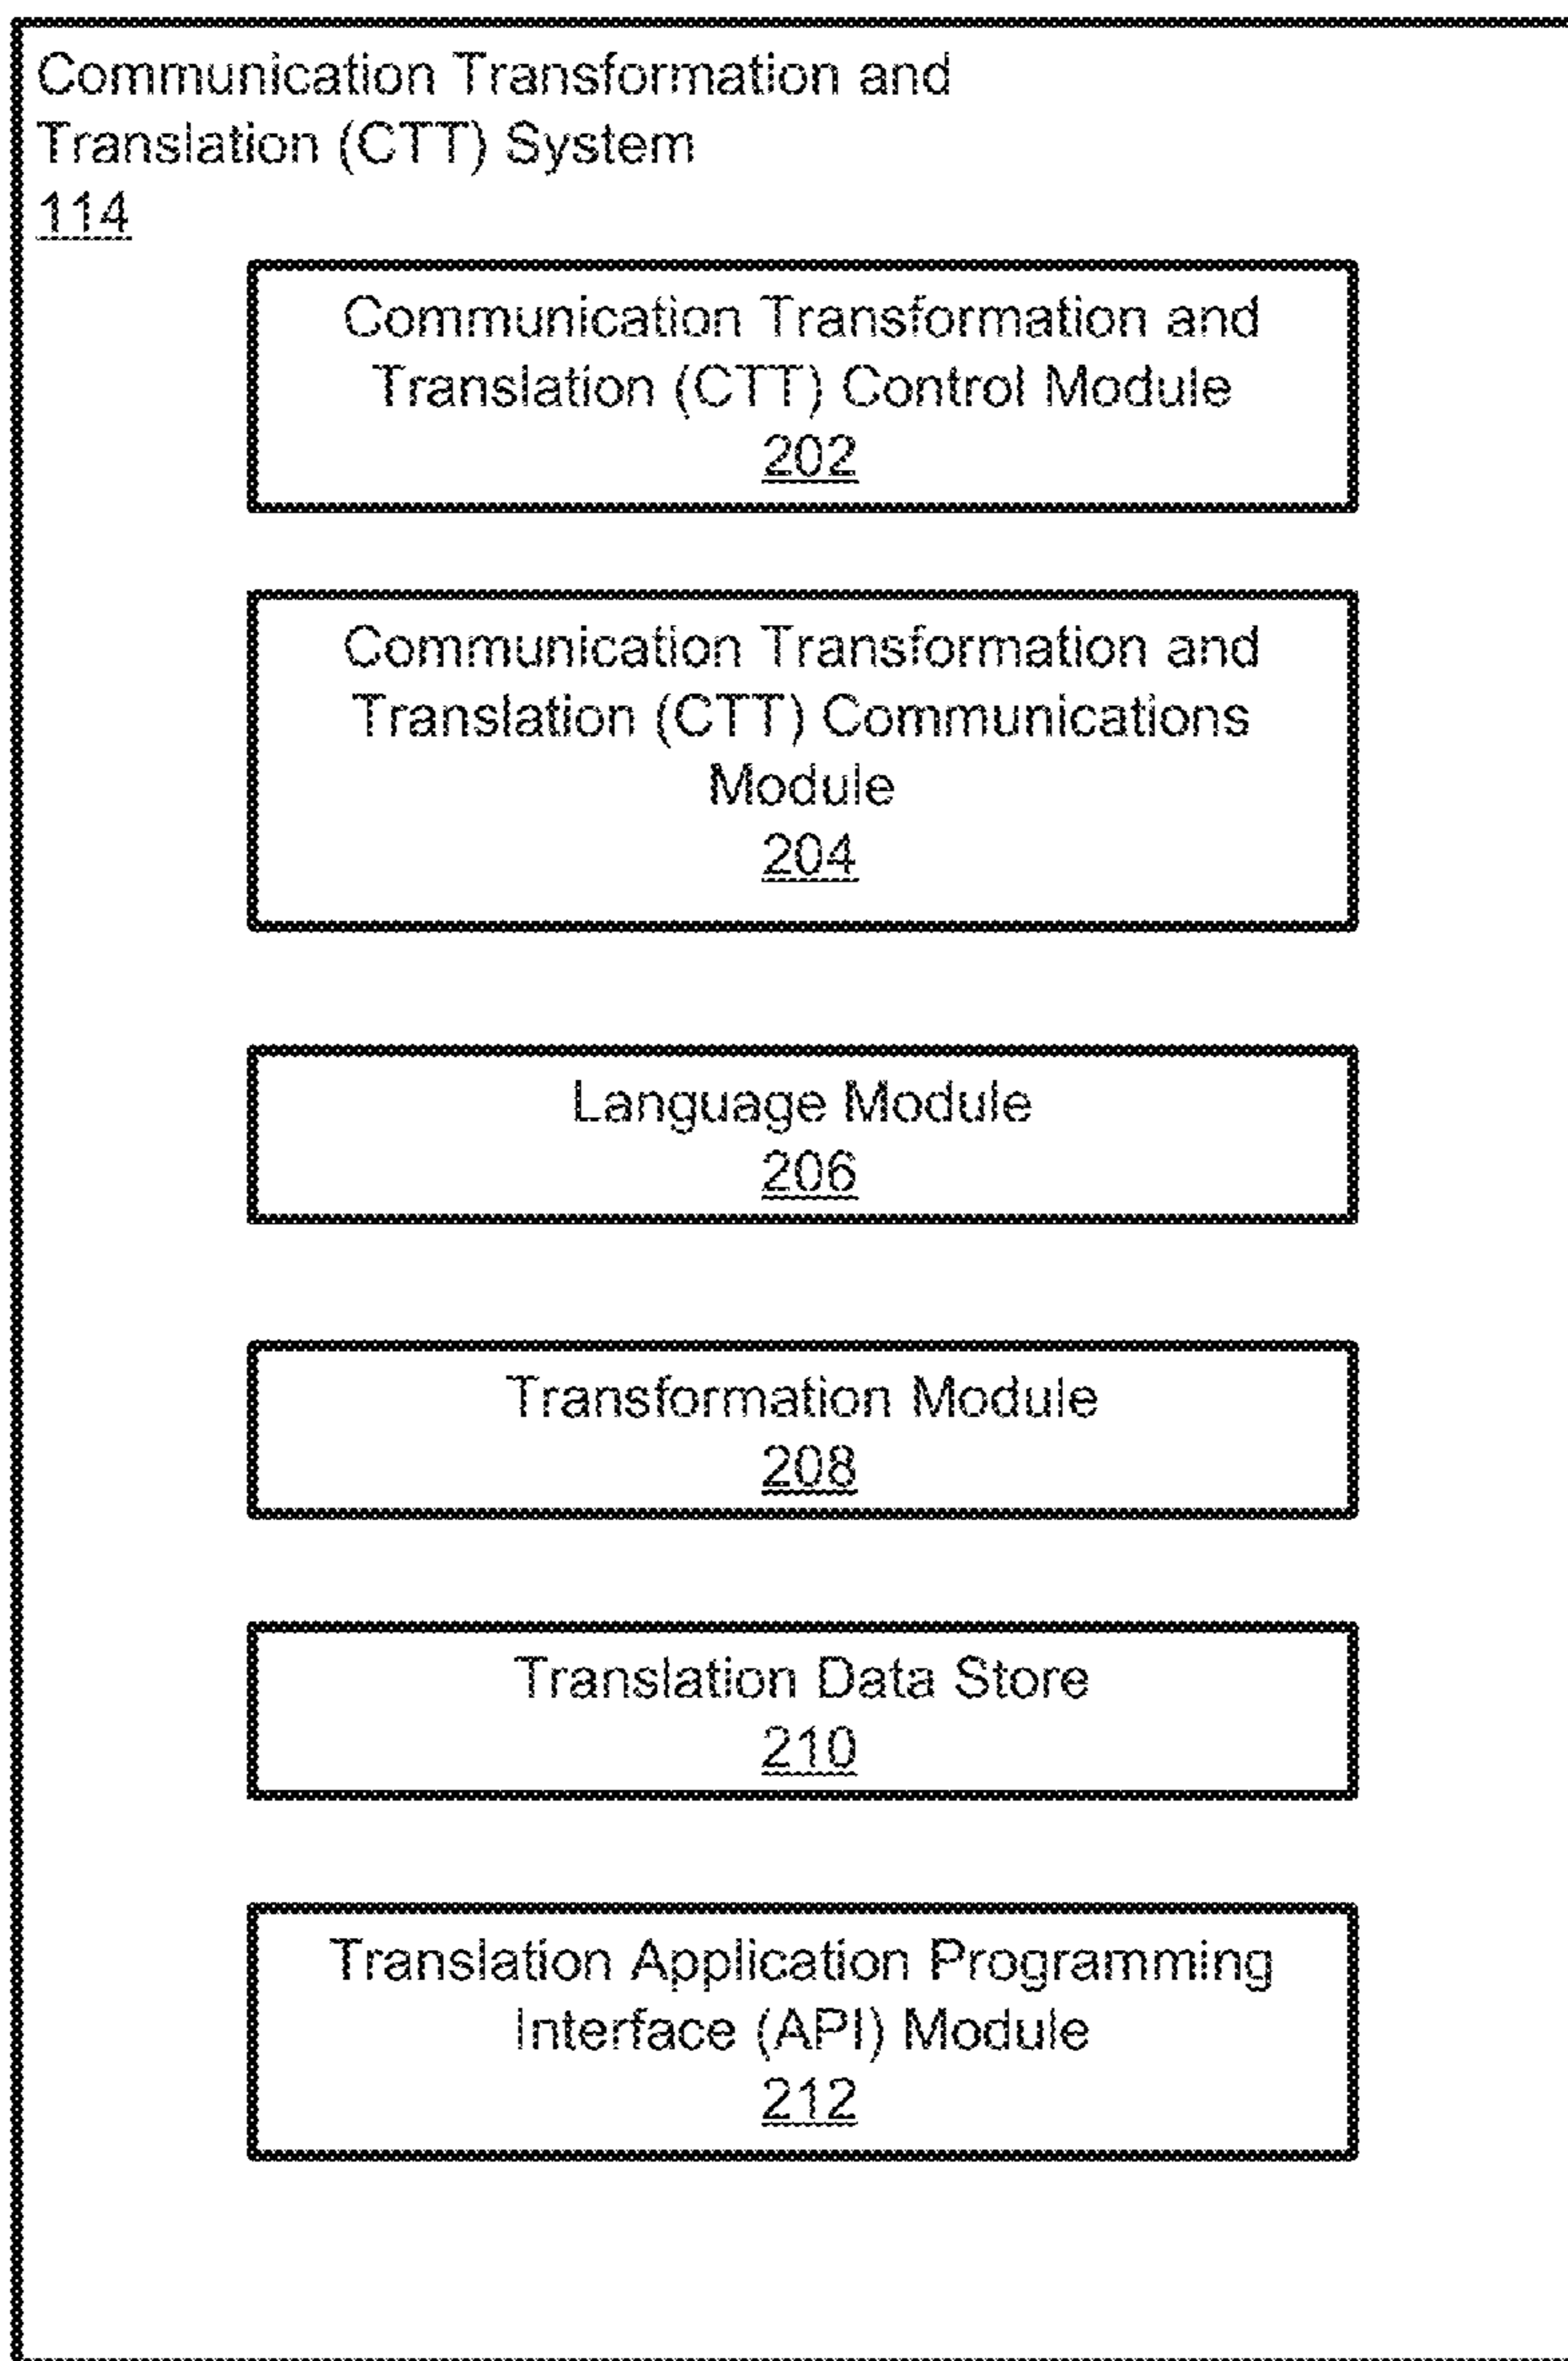 Communication Transformation and
Translation (CTT) System
114
Communication Transformation and
Translation (CTT) Control Module
202
Communication Transformation and
Translation (CTT) Communications
Module
204
Language Module
206
Transformation Module
208
Translation Data Store
210
Translation Application Programming
Interface (API) Module
212